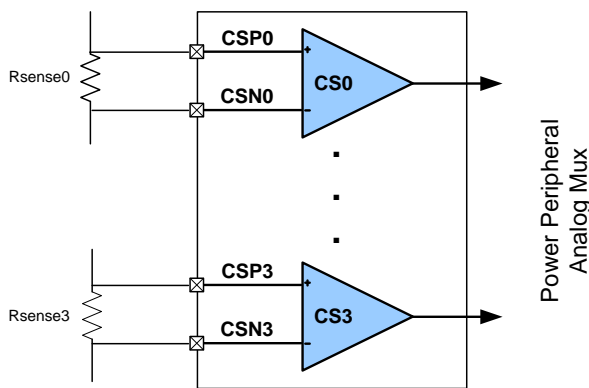 CSP0
+
Rsense0
CS0
CSN0
-
Power Peripheral
Analog Mux
CSP3
+
Rsense3
CS3
CSN3
-